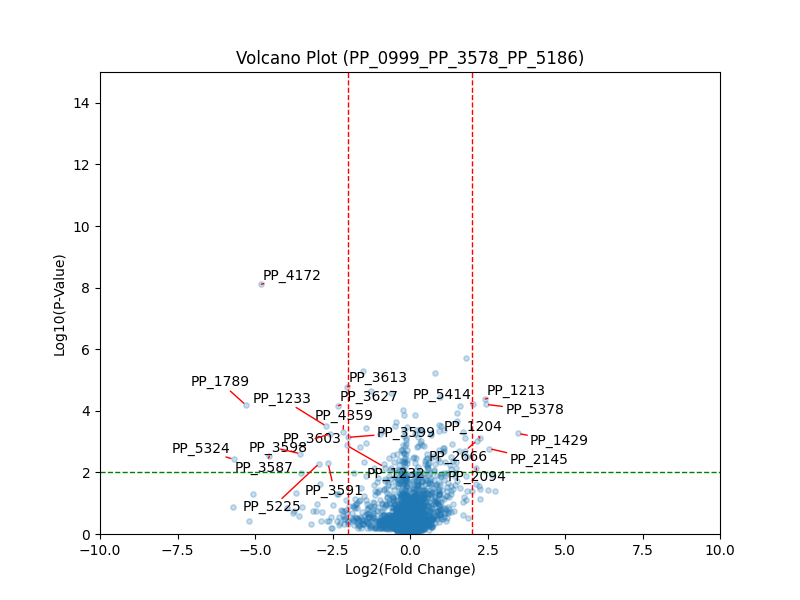 Volcano Plot (PP_0999_PP_3578_PP_5186)
14
12
10
8
6
4
2
0
Log10(P-Value)
PP_4172
PP_3613
PP_1789
PP_1213
PP_5414
PP_3627
PP_1233
PP_5378
PP_4359
PP_1204
PP_3599
PP_3603
PP_1429
PP_3598
PP_5324
PP_2666
PP_2145
PP_3587
PP_1232
PP_2094
PP_3591
PP_5225
−10.0 −7.5 −5.0 −2.5 0.0 2.5 5.0 7.5 10.0
Log2(Fold Change)